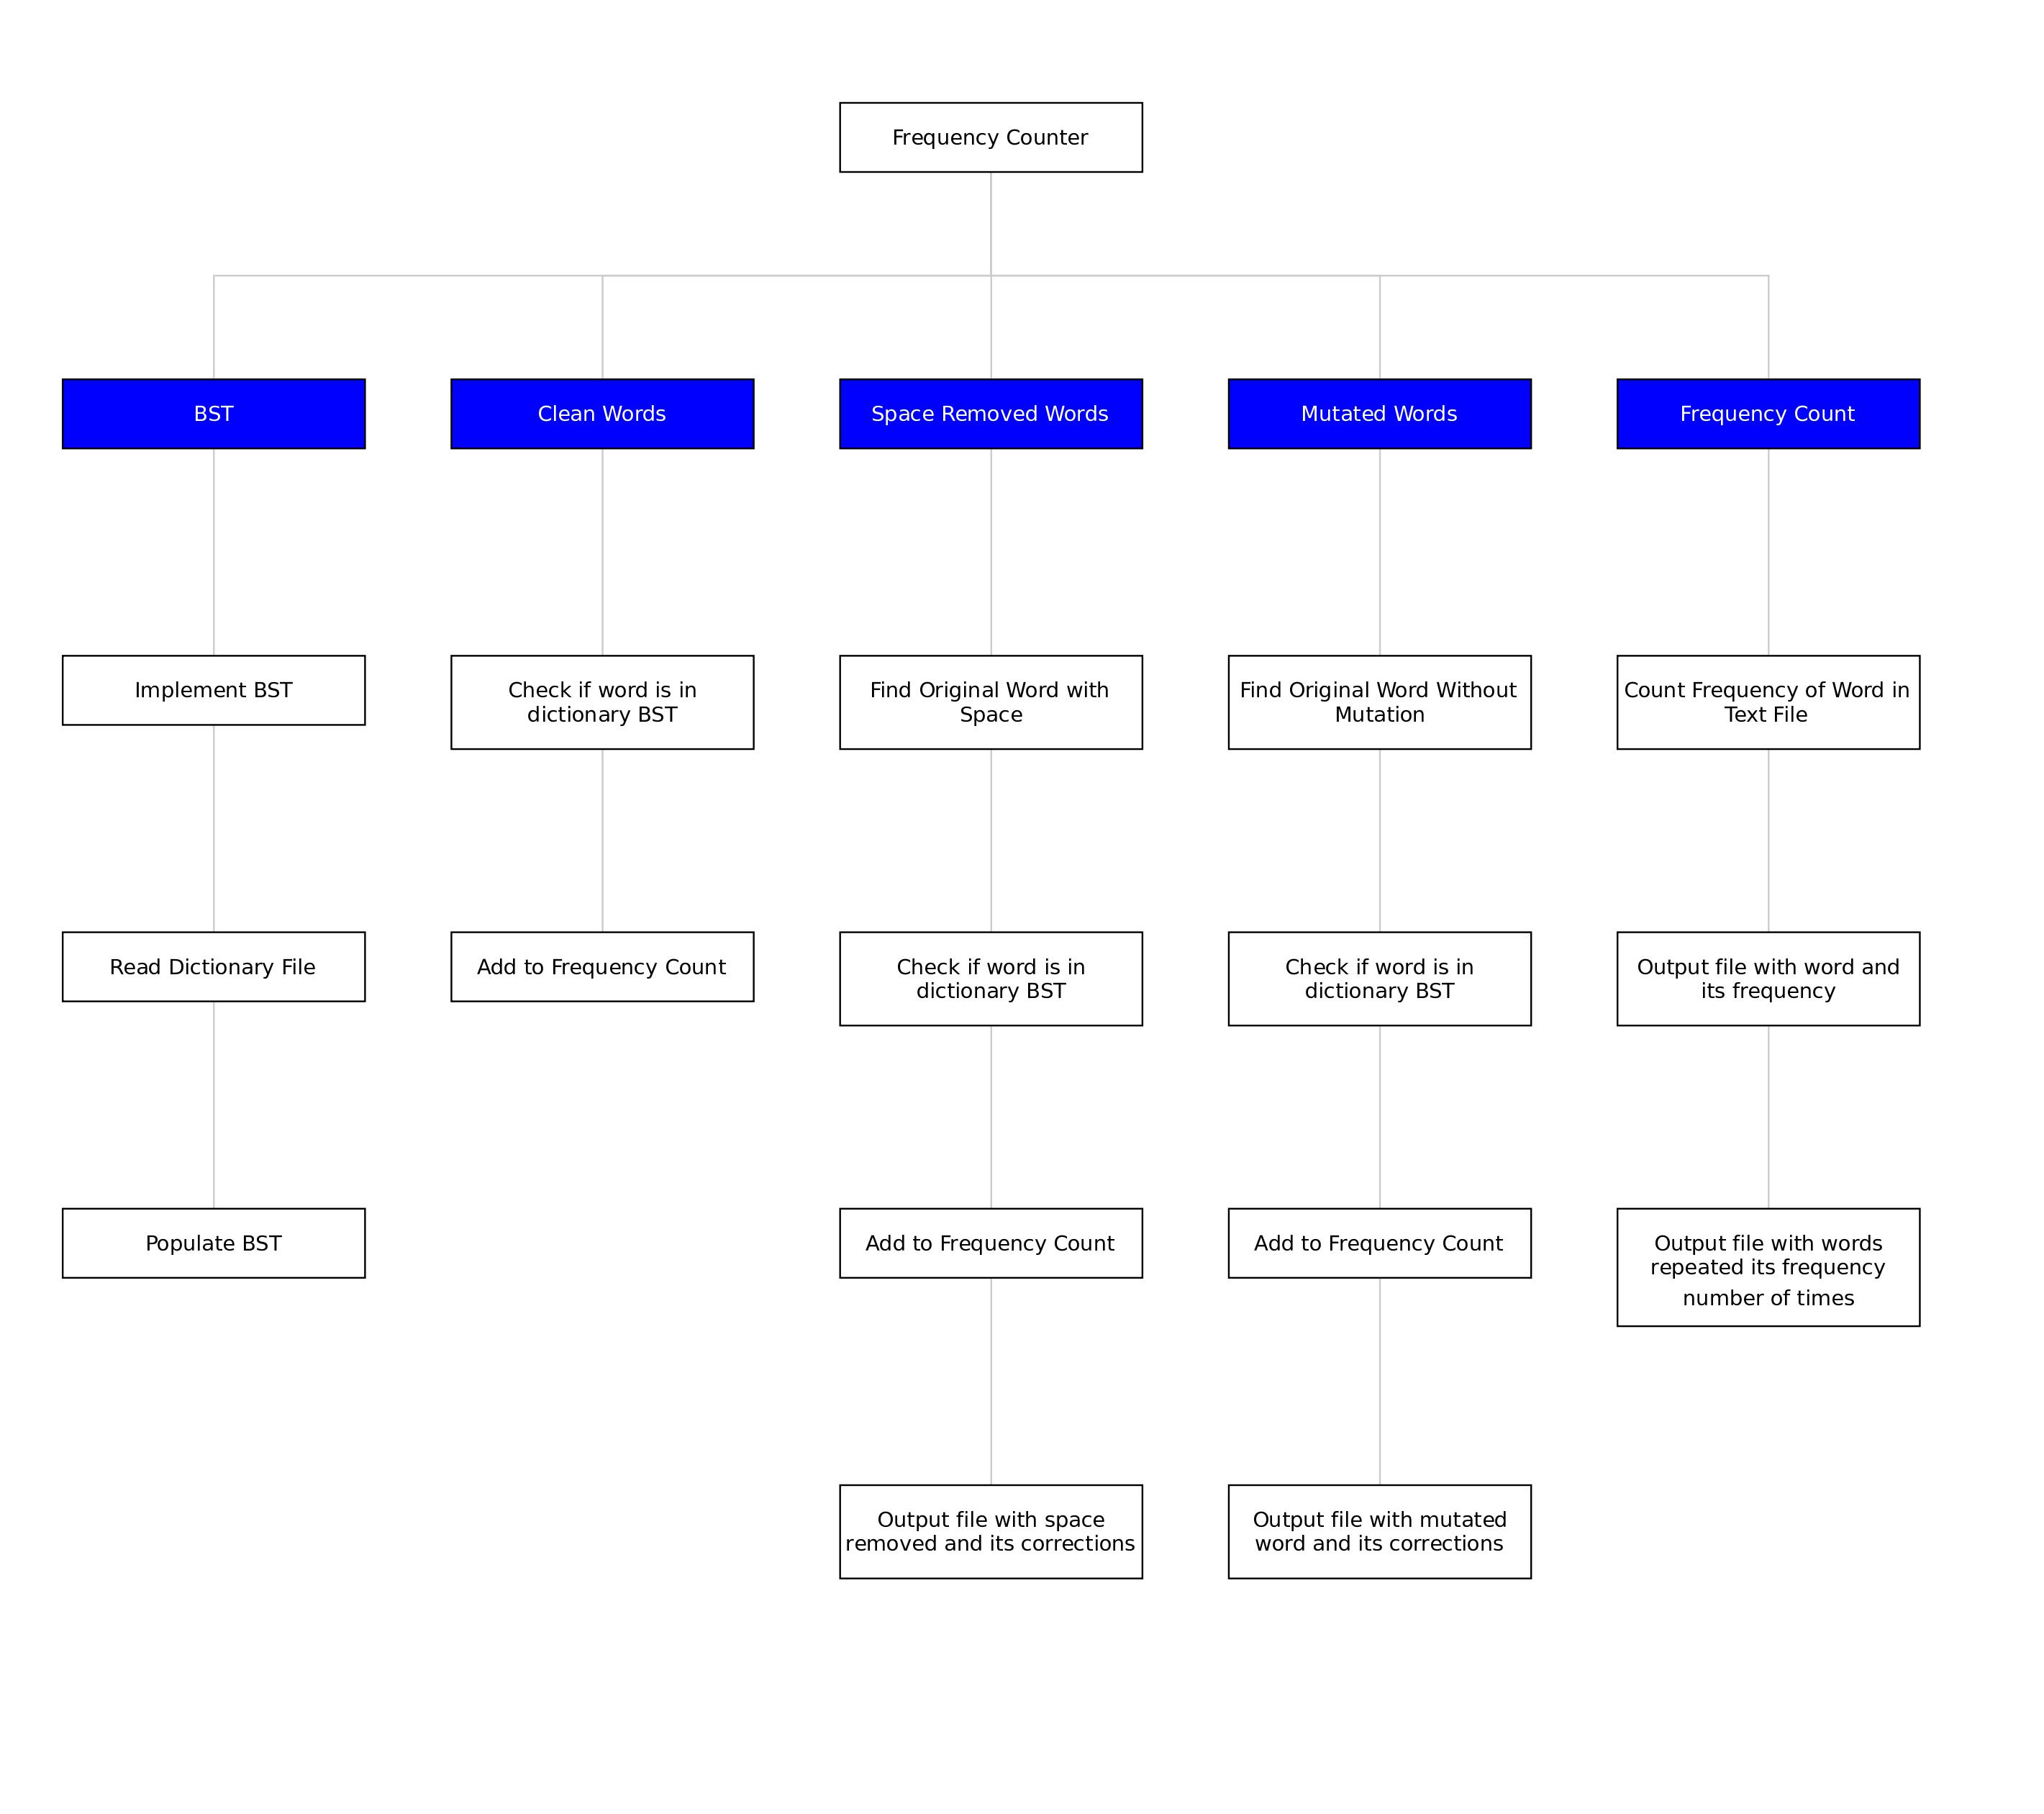 Frequency Counter
BST
Clean Words
Space Removed Words
Mutated Words
Frequency Count
Implement BST
Check if word is in
dictionary BST
Find Original Word with
Space
Find Original Word Without
Mutation
Count Frequency of Word in
Text File
Read Dictionary File
Add to Frequency Count
Check if word is in
dictionary BST
Check if word is in
dictionary BST
Output file with word and
its frequency
Populate BST
Add to Frequency Count
Add to Frequency Count
Output file with words
repeated its frequency
number of times
Output file with space
removed and its corrections
Output file with mutated
word and its corrections